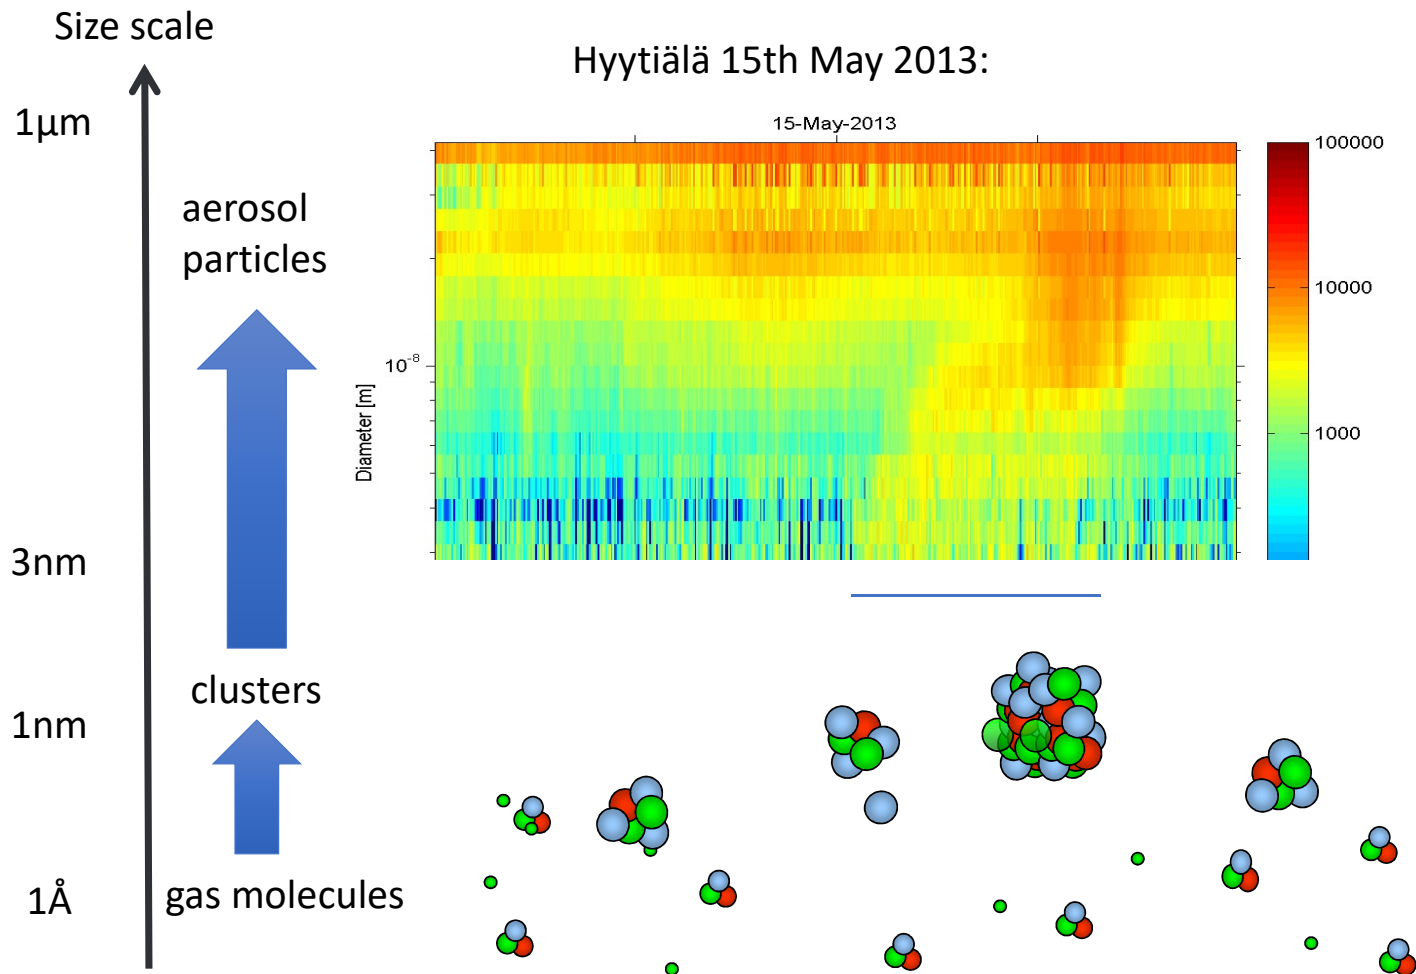 Size scale
Hyytiälä 15th May 2013:
1µm
15-May-2013
100000
aerosol
particles
10000
10⁻⁸
Diameter [m]
1000
3nm
clusters
1nm
gas molecules
1Å